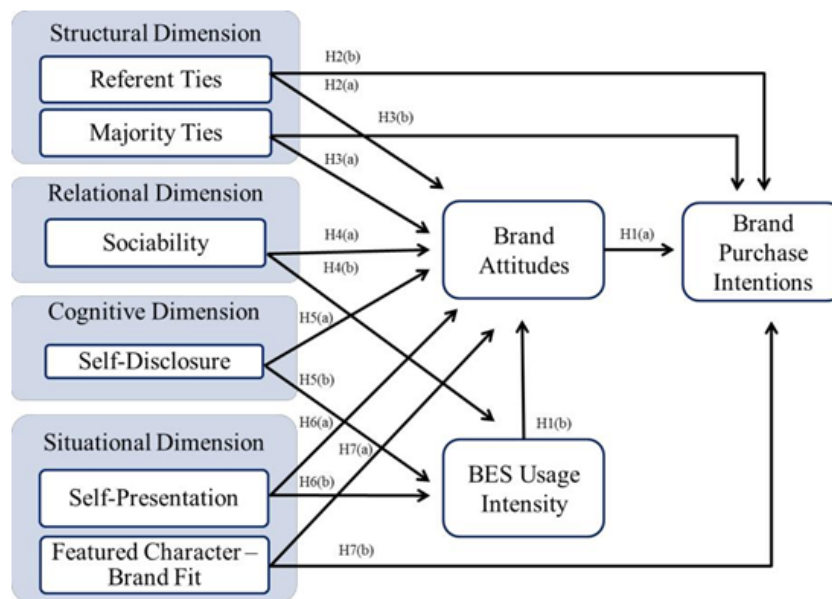 Structural Dimension
Referent Ties
Majority Ties
Relational Dimension
Sociability
Cognitive Dimension
Self-Disclosure
Situational Dimension
Self-Presentation
Featured Character –
Brand Fit
H2(b)
H2(a)
H3(b)
H3(a)
H4(a)
H4(b)
H5(a)
H5(b)
H6(a)
H7(a)
H6(b)
H7(b)
Brand
Attitudes
H1(a)
Brand
Purchase
Intentions
H1(b)
BES Usage
Intensity